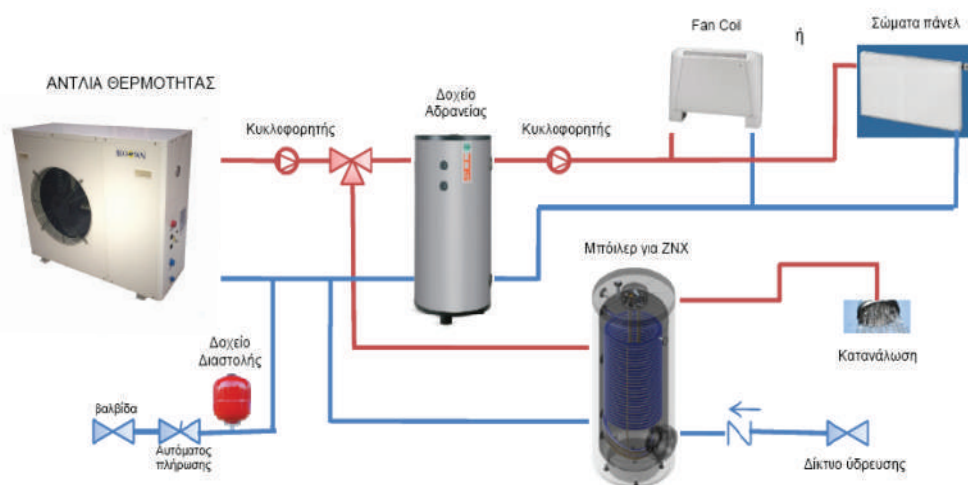 Fan Coil
ή
Σώματα πάνελ
ΑΝΤΛΙΑ ΘΕΡΜΟΤΗΤΑΣ
Δοχείο
Αδρανείας
Κυκλοφορητής
Κυκλοφορητής
Μπόιλερ για ΖΝΧ
Δοχείο
Διαστολής
Κατανάλωση
βαλβίδα
Αυτόματος
πλήρωσης
Δίκτυο ύδρευσης